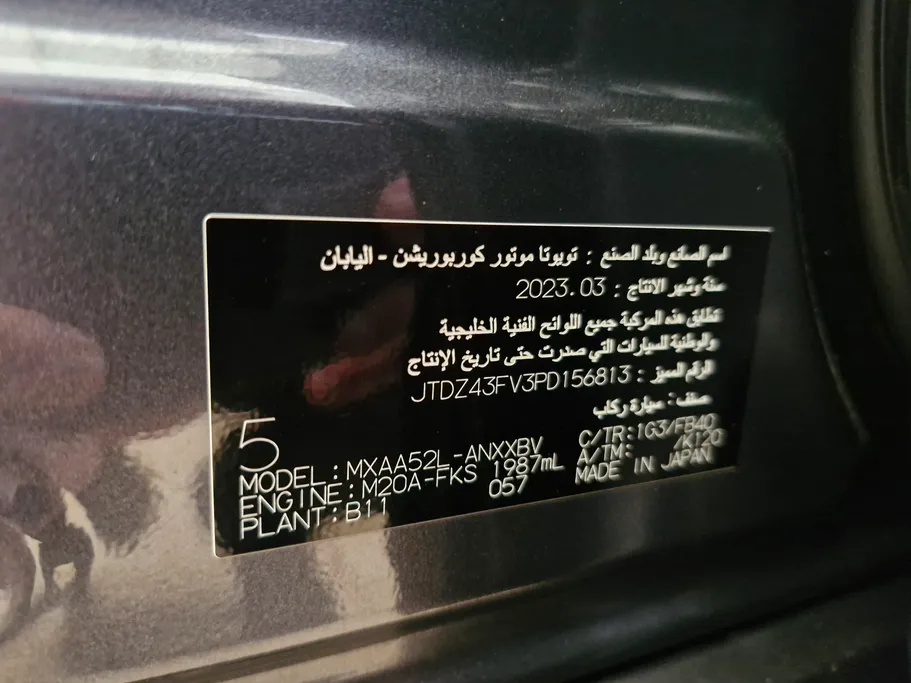 اسم الصانع وبلد الصنع : تويوتا موتور كوربوريشن - اليابان
سنة وشهر الانتاج : 2023.03
تطابق هذه المركبة جميع اللوائح الفنية الخليجية
والوطنية للسيارات التي صدرت حتى تاريخ الإنتاج
الرقم المميز : JTDZ43FV3PD156813
صنف : سيارة ركاب
5
MODEL : MXAA52L-ANXXBV C/TR: 1G3/FB40
ENGINE : M20A-FKS 1987mL A/TM: /K120
PLANT : B11 057 MADE IN JAPAN